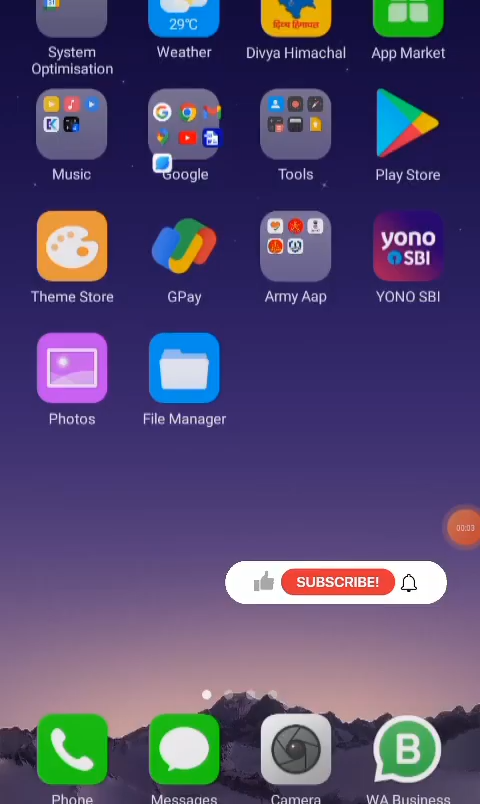 29°C
दिव्य हिमाचल
System
Optimisation
Weather
Divya Himachal
App Market
Music
Google
Tools
Play Store
yono
SBI
Theme Store
GPay
Army Aap
YONO SBI
Photos
File Manager
00:03
SUBSCRIBE!
Phone
Messages
Camera
WA Business